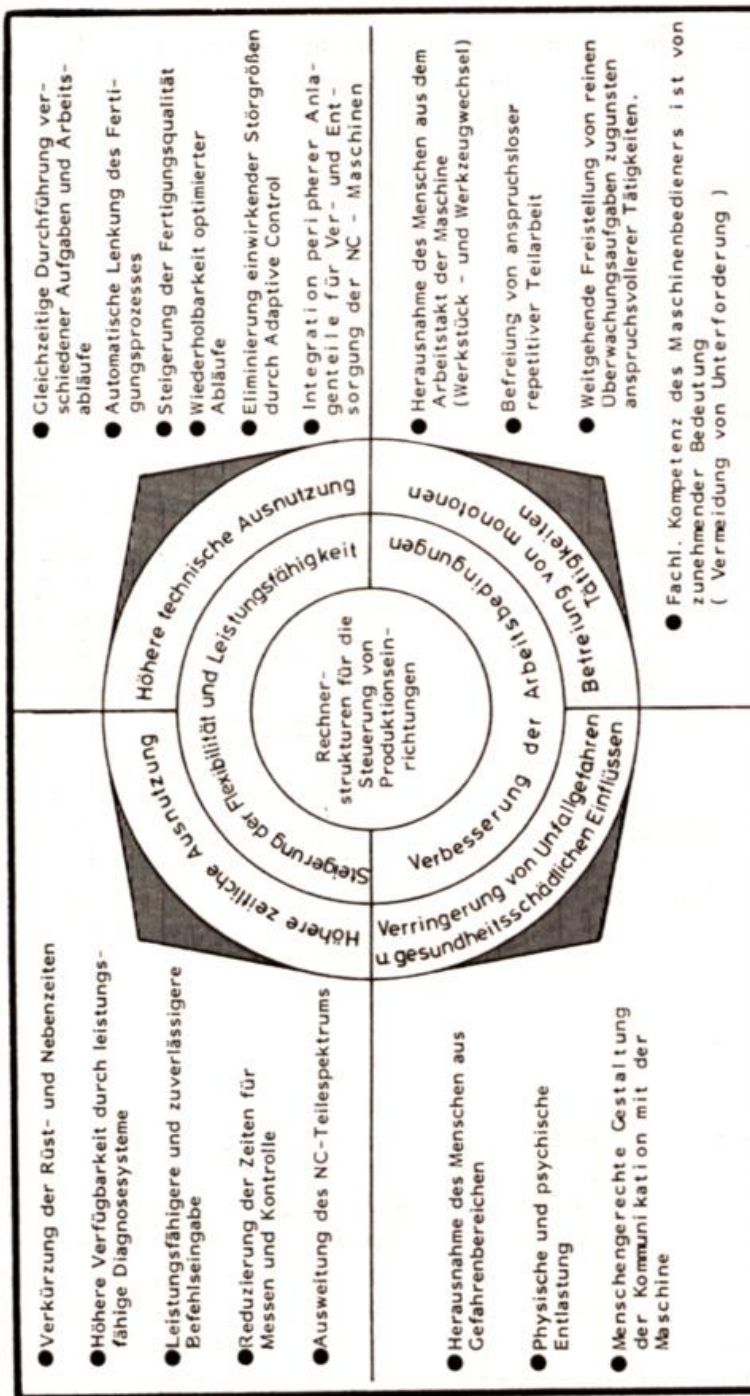 ● Verkürzung der Rüst- und Nebenzeiten
● Höhere Verfügbarkeit durch leistungs-
fähige Diagnosesysteme
● Leistungsfähigere und zuverlässigere
Befehlseingabe
● Reduzierung der Zeiten für
Messen und Kontrolle
● Ausweitung des NC-Teilespektrums
● Gleichzeitige Durchführung ver-
schiedener Aufgaben und Arbeits-
abläufe
● Automatische Lenkung des Ferti-
gungsprozesses
● Steigerung der Fertigungsqualität
● Wiederholbarkeit optimierter
Abläufe
● Eliminierung einwirkender Störgrößen
durch Adaptive Control
● Integration peripherer Anla-
genteile für Ver- und Ent-
sorgung der NC - Maschinen
Höhere zeitliche Ausnutzung
Höhere technische Ausnutzung
Steigerung der Flexibilität und Leistungsfähigkeit
Rechner-
strukturen für die
Steuerung von
Produktionsein-
richtungen
Verbesserung der Arbeitsbedingungen
Verringerung von Unfallgefahren
u. gesundheitsschädlichen Einflüssen
Befreiung von monotonen
Tätigkeiten
● Herausnahme des Menschen aus
Gefahrenbereichen
● Physische und psychische
Entlastung
● Menschengerechte Gestaltung
der Kommunikation mit der
Maschine
● Herausnahme des Menschen aus dem
Arbeitstakt der Maschine
(Werkstück - und Werkzeugwechsel)
● Befreiung von anspruchsloser
repetitiver Teilarbeit
● Weitgehende Freistellung von reinen
Überwachungsaufgaben zugunsten
anspruchsvollerer Tätigkeiten.
● Fachl. Kompetenz des Maschinenbedieners ist von
zunehmender Bedeutung
( Vermeidung von Unterforderung )